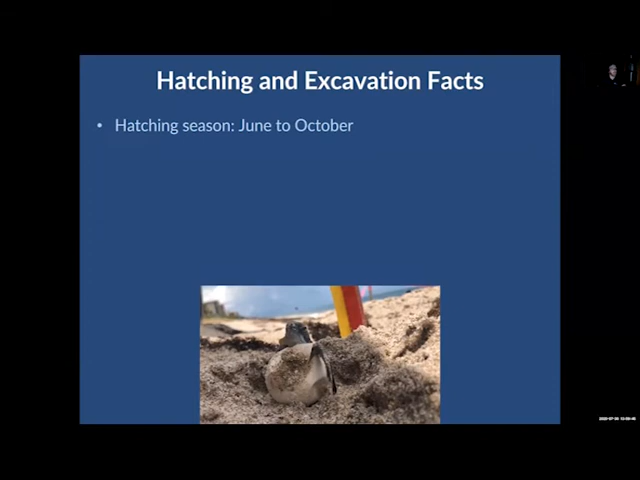 Hatching and Excavation Facts
• Hatching season: June to October